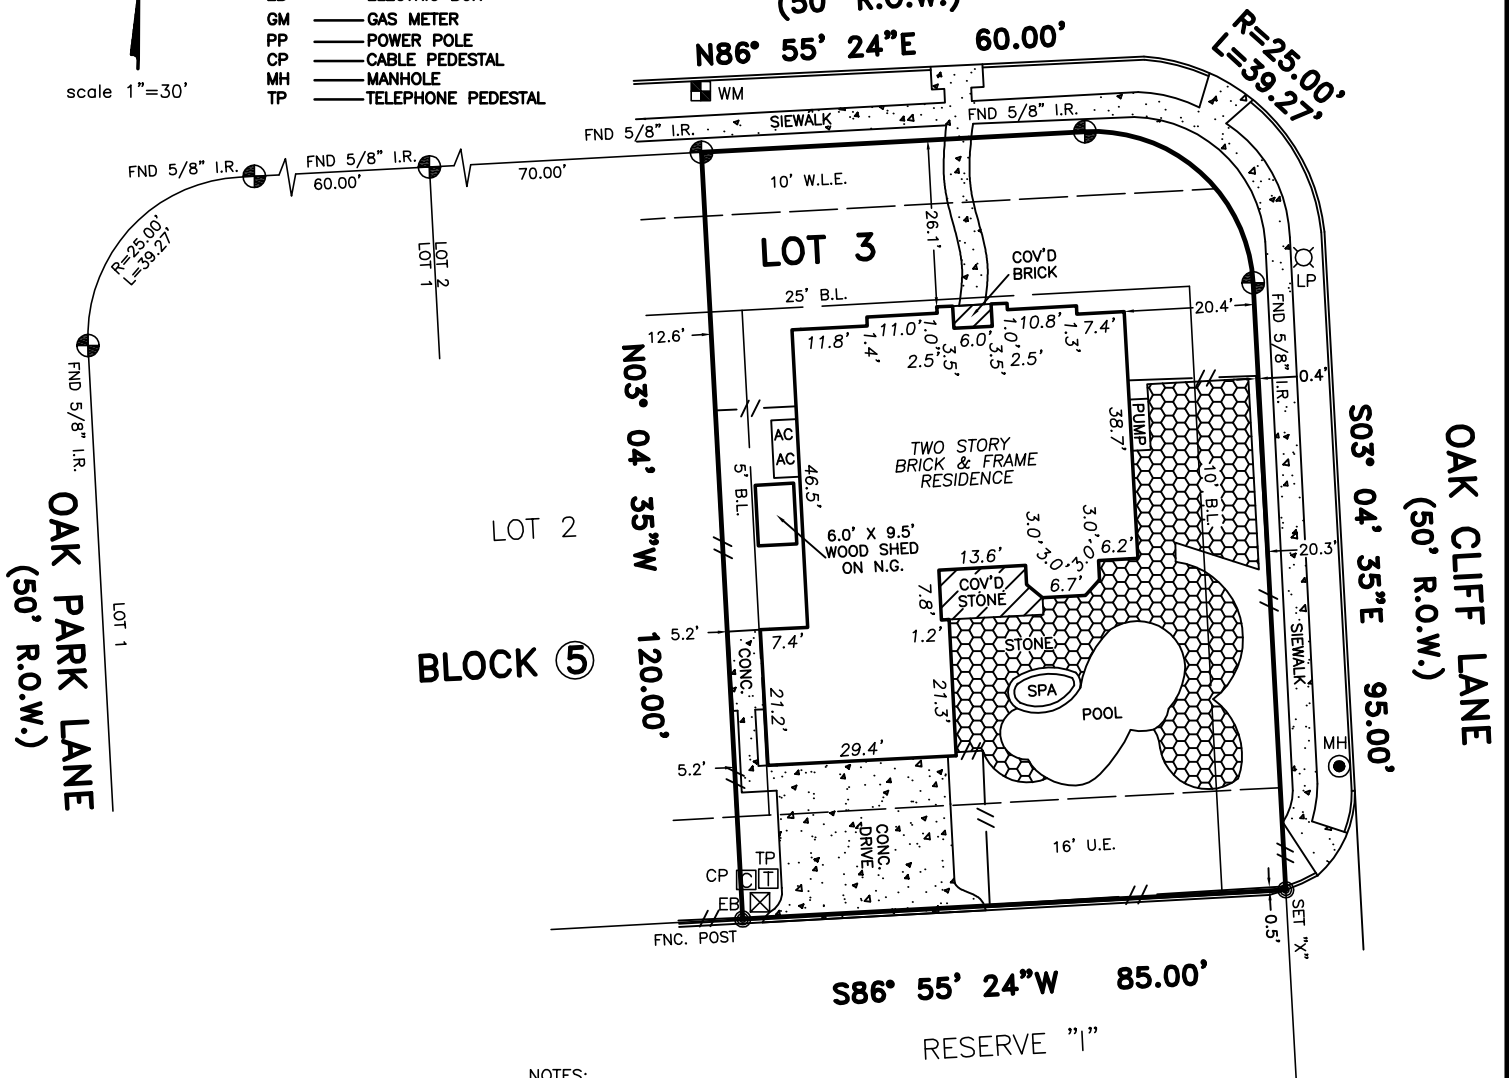 GM GAS METER
PP POWER POLE
CP CABLE PEDESTAL
MH MANHOLE
TP TELEPHONE PEDESTAL
scale 1"=30'
(50' R.O.W.)
N86° 55' 24"E 60.00'
R=25.00'
L=39.27'
WM
SIEWALK
FND 5/8" I.R.
FND 5/8" I.R.
FND 5/8" I.R.
FND 5/8" I.R.
60.00'
70.00'
R=25.00'
L=39.27'
LOT 1
LOT 2
10' W.L.E.
26.1'
LOT 3
COV'D
BRICK
LP
25' B.L.
20.4'
FND 5/8" I.R.
12.6'
11.8'
1.4'
11.0'
1.0'
2.5'
3.5'
6.0'
3.5'
1.0'
2.5'
10.8'
1.3'
7.4'
0.4'
FND 5/8" I.R.
N03° 04' 35"W 120.00'
AC
AC
46.5'
5' B.L.
TWO STORY
BRICK & FRAME
RESIDENCE
38.7'
PUMP
10' B.L.
S03° 04' 35"E 95.00'
OAK CLIFF LANE
(50' R.O.W.)
LOT 2
6.0' X 9.5'
WOOD SHED
ON N.G.
3.0'
3.0'
3.0'
3.0'
13.6'
6.7'
6.2'
20.3'
COV'D
STONE
7.8'
OAK PARK LANE
(50' R.O.W.)
LOT 1
BLOCK 5
5.2'
7.4'
1.2'
STONE
SIEWALK
CONC.
21.2'
21.3'
SPA
POOL
29.4'
5.2'
MH
CONC.
DRIVE
16' U.E.
TP
CP C T
EB
FNC. POST
SET "X"
0.5'
S86° 55' 24"W 85.00'
RESERVE "I"
NOTES: